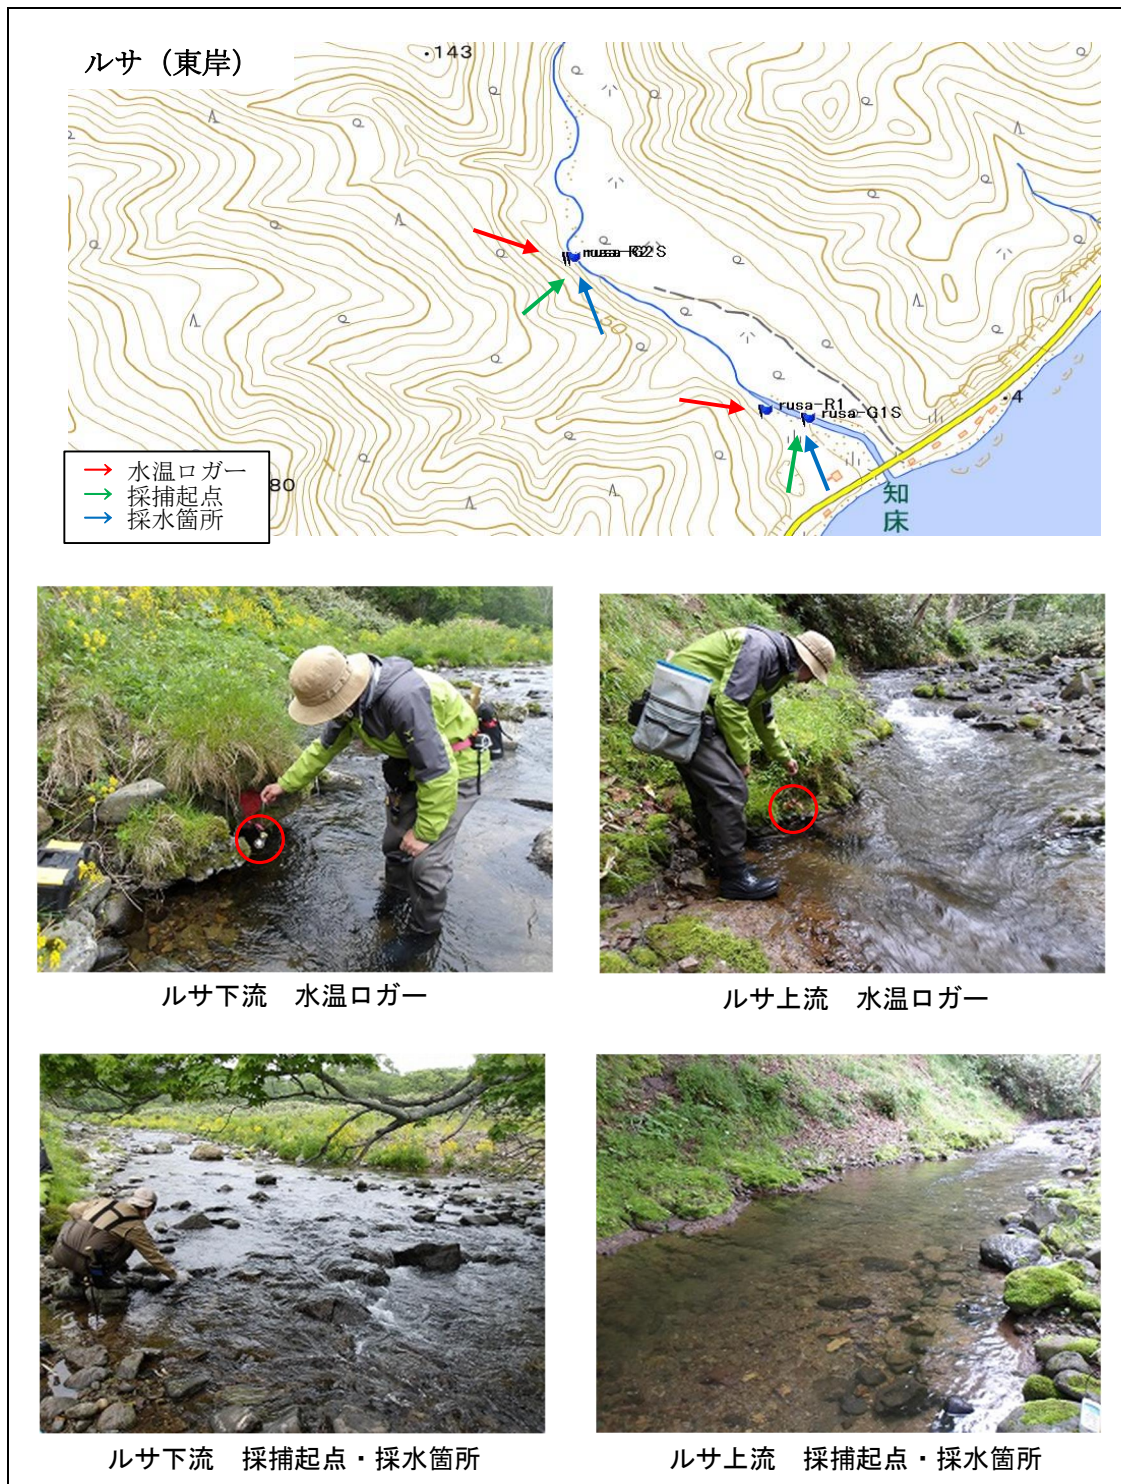 ルサ（東岸）
143
rusa-R1
rusa-G1S
50
4
80
知床
水温ロガー
採捕起点
採水箇所
ルサ下流　水温ロガー
ルサ上流　水温ロガー
ルサ下流　採捕起点・採水箇所
ルサ上流　採捕起点・採水箇所